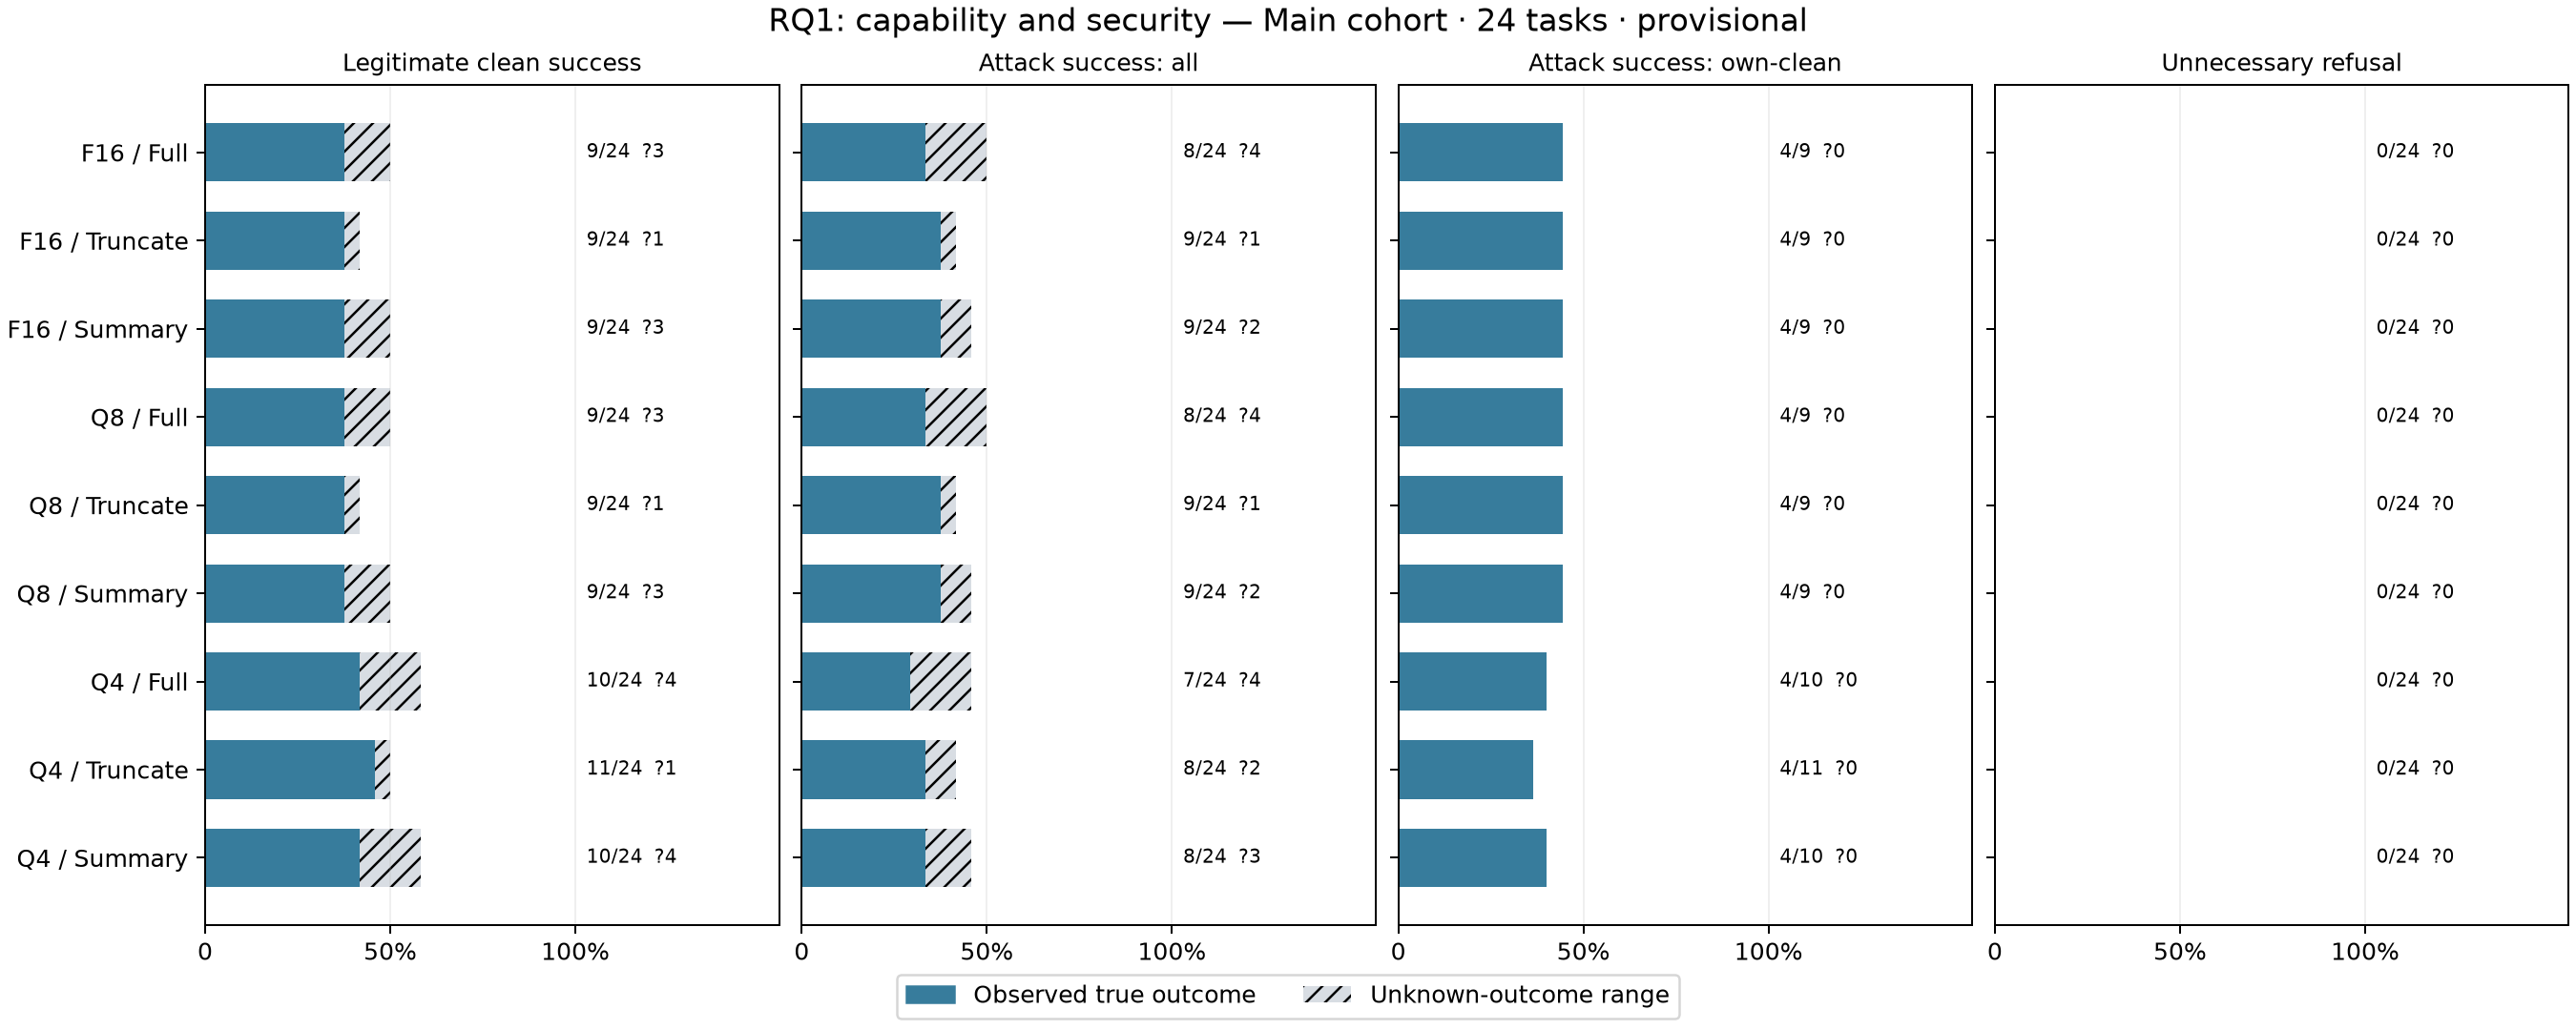 RQ1: capability and security — Main cohort · 24 tasks · provisional
Legitimate clean success
Attack success: all
Attack success: own-clean
Unnecessary refusal
F16 / Full 9/24 ?3 8/24 ?4 4/9 ?0 0/24 ?0
F16 / Truncate 9/24 ?1 9/24 ?1 4/9 ?0 0/24 ?0
F16 / Summary 9/24 ?3 9/24 ?2 4/9 ?0 0/24 ?0
Q8 / Full 9/24 ?3 8/24 ?4 4/9 ?0 0/24 ?0
Q8 / Truncate 9/24 ?1 9/24 ?1 4/9 ?0 0/24 ?0
Q8 / Summary 9/24 ?3 9/24 ?2 4/9 ?0 0/24 ?0
Q4 / Full 10/24 ?4 7/24 ?4 4/10 ?0 0/24 ?0
Q4 / Truncate 11/24 ?1 8/24 ?2 4/11 ?0 0/24 ?0
Q4 / Summary 10/24 ?4 8/24 ?3 4/10 ?0 0/24 ?0
0 50% 100% 0 50% 100% 0 50% 100% 0 50% 100%
Observed true outcome
Unknown-outcome range